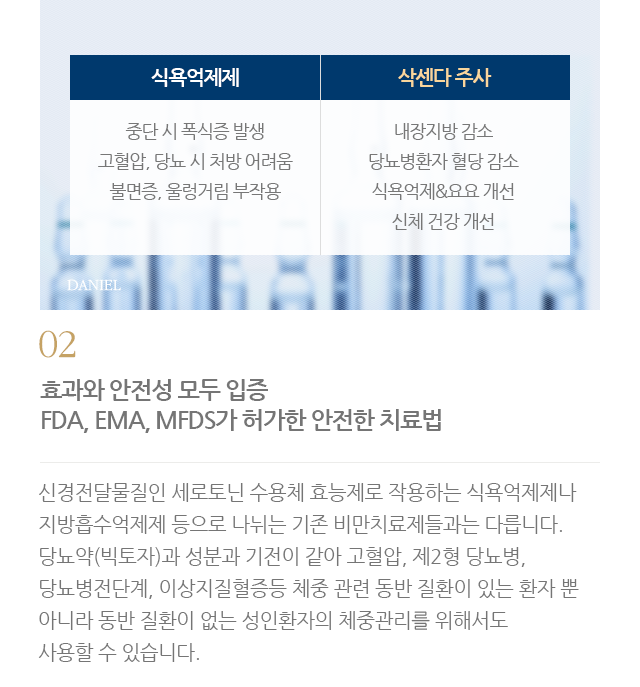 식욕억제제 삭센다 주사
중단 시 폭식증 발생 내장지방 감소
고혈압, 당뇨 시 처방 어려움 당뇨병환자 혈당 감소
불면증, 울렁거림 부작용 식욕억제&요요 개선
신체 건강 개선
DANIEL
02
효과와 안전성 모두 입증
FDA, EMA, MFDS가 허가한 안전한 치료법
신경전달물질인 세로토닌 수용체 효능제로 작용하는 식욕억제제나
지방흡수억제제 등으로 나뉘는 기존 비만치료제들과는 다릅니다.
당뇨약(빅토자)과 성분과 기전이 같아 고혈압, 제2형 당뇨병,
당뇨병전단계, 이상지질혈증등 체중 관련 동반 질환이 있는 환자 뿐
아니라 동반 질환이 없는 성인환자의 체중관리를 위해서도
사용할 수 있습니다.